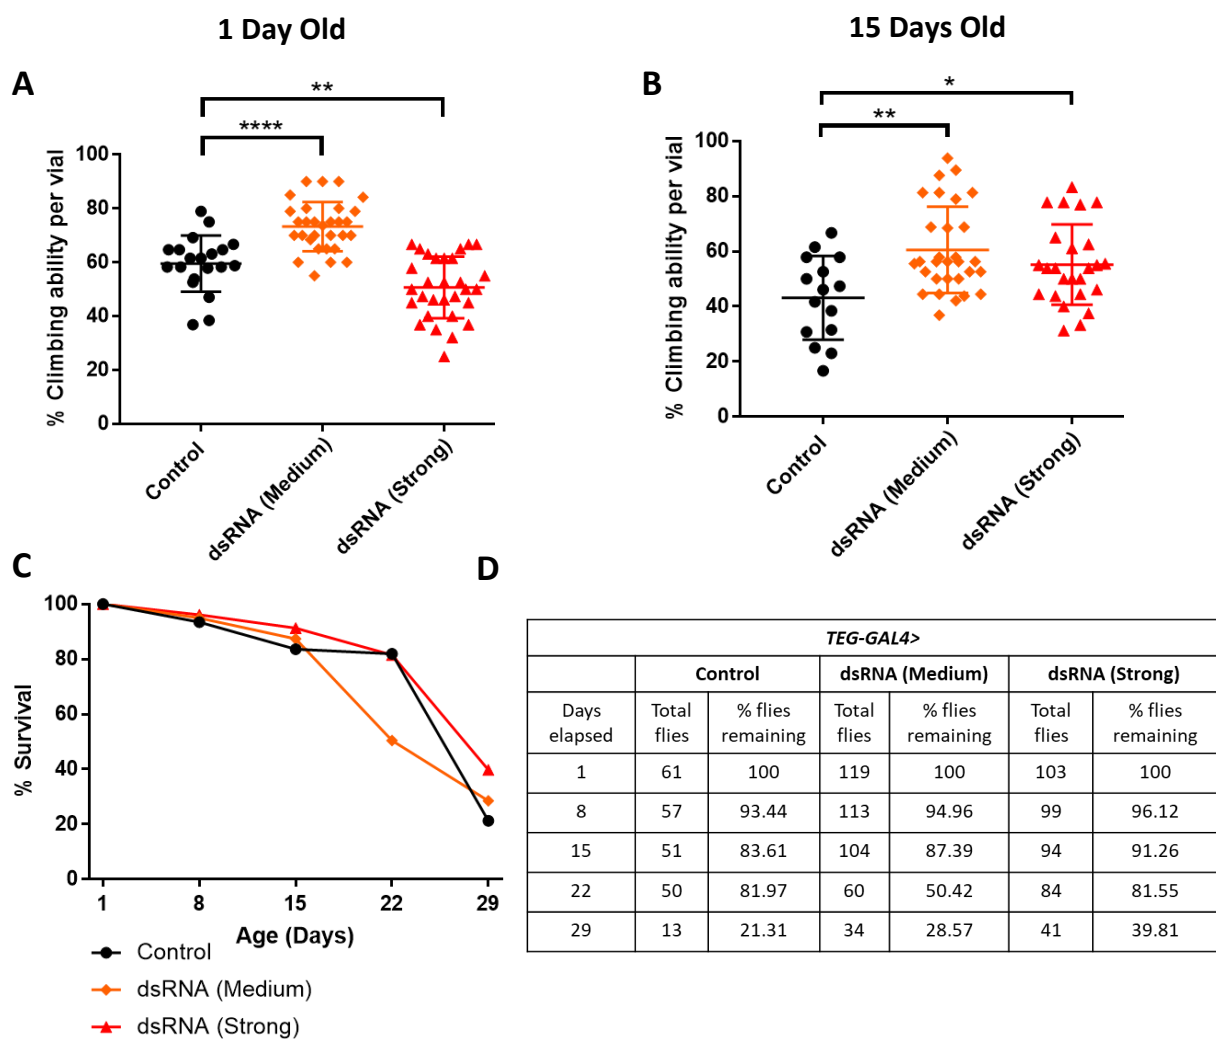 1 Day Old
15 Days Old
A
**
****
% Climbing ability per vial
100
80
60
40
20
0
Control
dsRNA (Medium)
dsRNA (Strong)
B
*
**
% Climbing ability per vial
100
80
60
40
20
0
Control
dsRNA (Medium)
dsRNA (Strong)
C
% Survival
100
80
60
40
20
0
1 8 15 22 29
Age (Days)
Control
dsRNA (Medium)
dsRNA (Strong)
D
TEG-GAL4>
Control dsRNA (Medium) dsRNA (Strong)
Days Total % flies Total % flies Total % flies
elapsed flies remaining flies remaining flies remaining
1 61 100 119 100 103 100
8 57 93.44 113 94.96 99 96.12
15 51 83.61 104 87.39 94 91.26
22 50 81.97 60 50.42 84 81.55
29 13 21.31 34 28.57 41 39.81